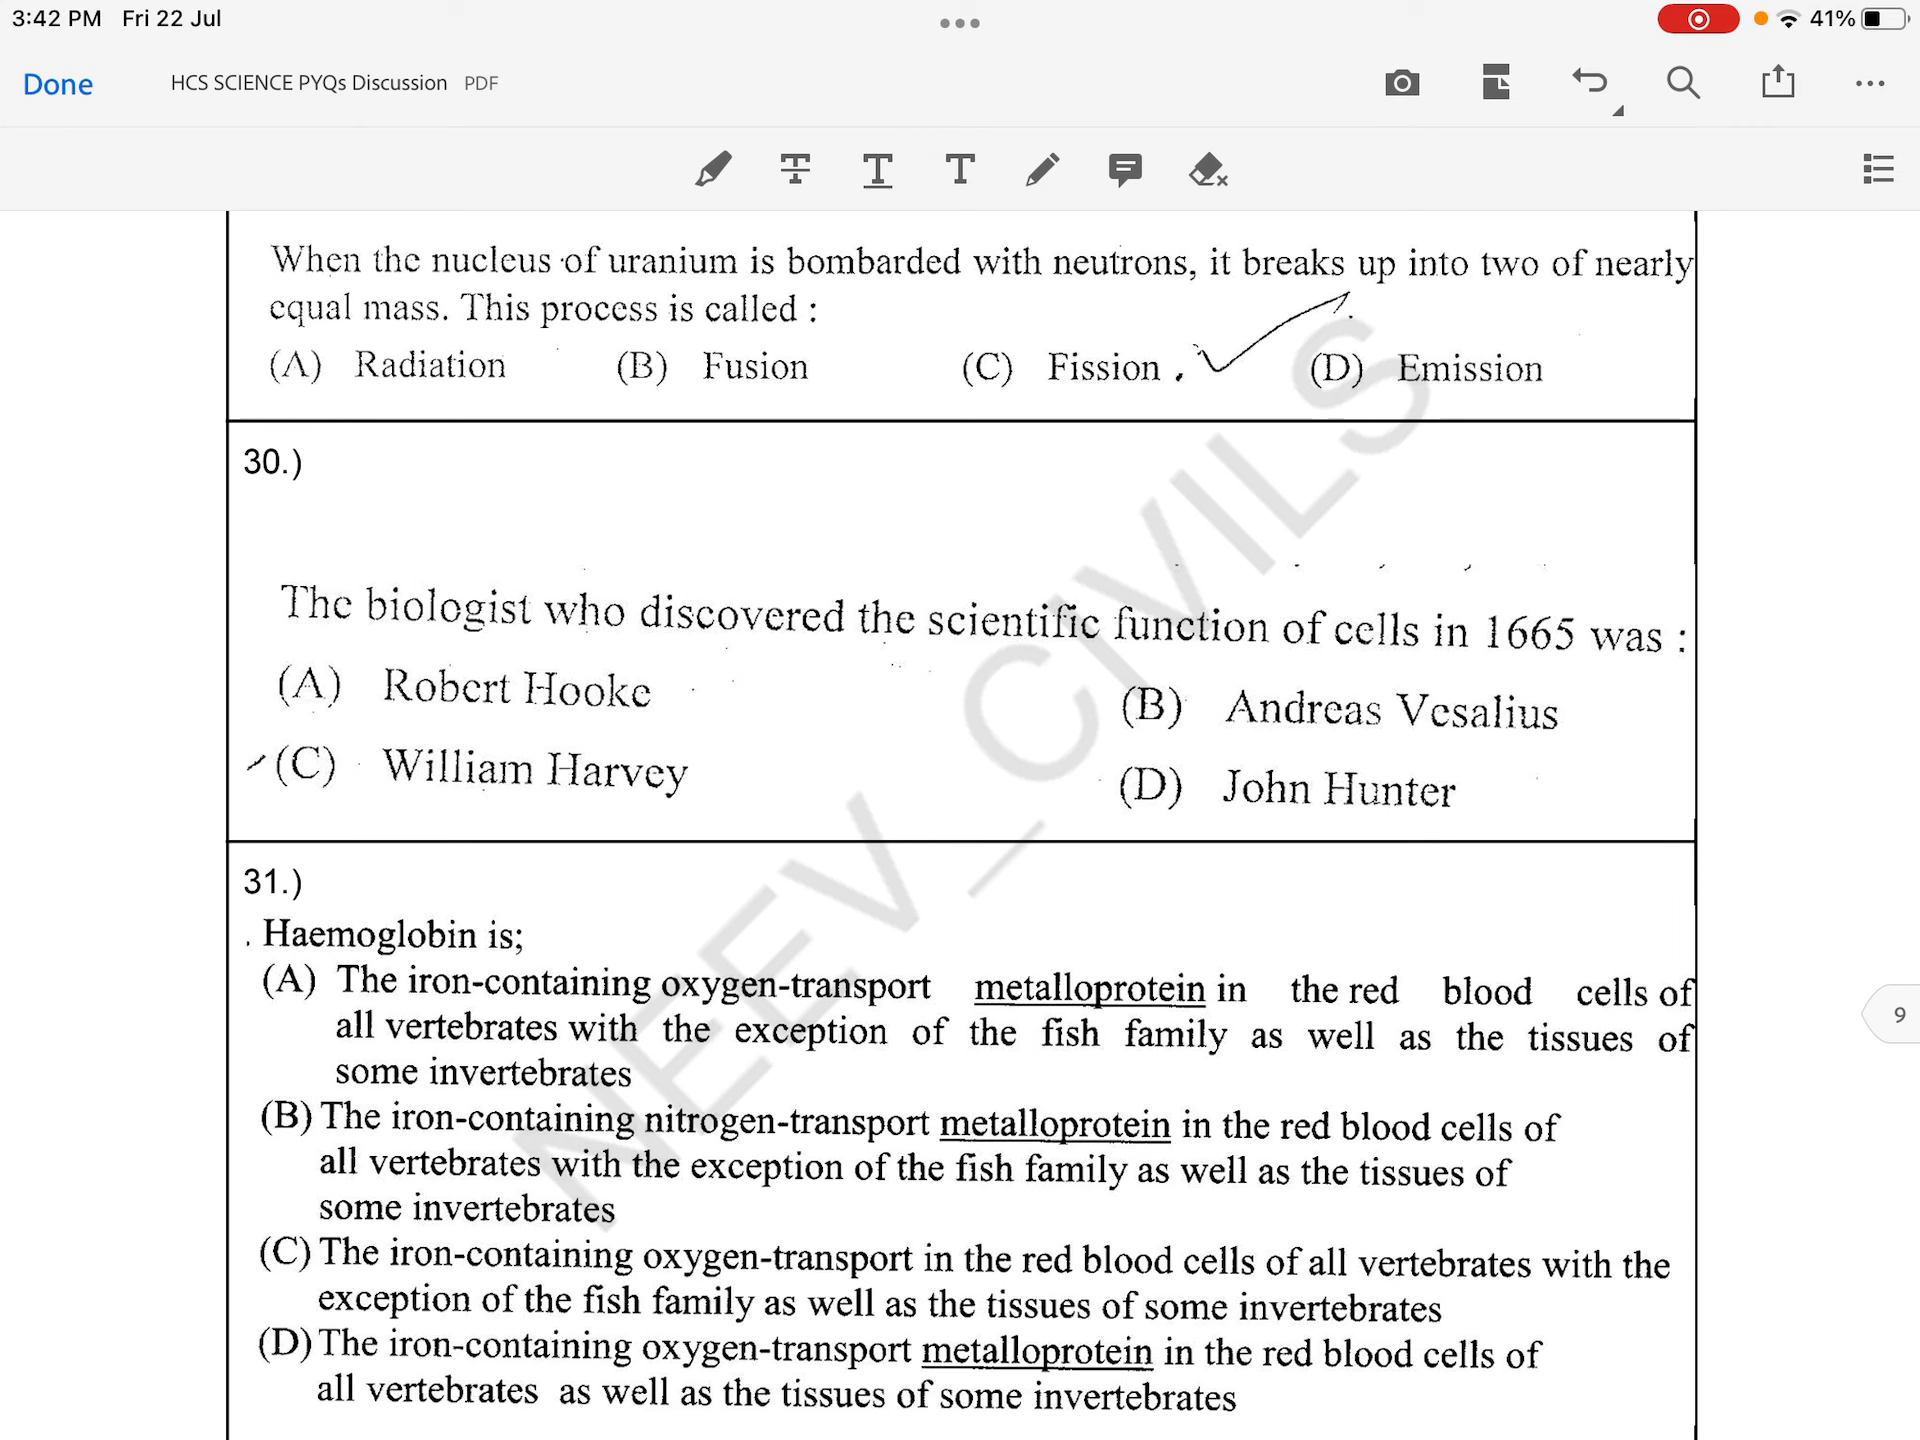 3:42 PM Fri 22 Jul
41%
Done HCS SCIENCE PYQs Discussion PDF
When the nucleus of uranium is bombarded with neutrons, it breaks up into two of nearly
equal mass. This process is called :
(A) Radiation (B) Fusion (C) Fission . (D) Emission
30.)
The biologist who discovered the scientific function of cells in 1665 was :
(A) Robert Hooke (B) Andreas Vesalius
(C) William Harvey (D) John Hunter
31.)
. Haemoglobin is;
(A) The iron-containing oxygen-transport metalloprotein in the red blood cells of
all vertebrates with the exception of the fish family as well as the tissues of
some invertebrates
(B) The iron-containing nitrogen-transport metalloprotein in the red blood cells of
all vertebrates with the exception of the fish family as well as the tissues of
some invertebrates
(C) The iron-containing oxygen-transport in the red blood cells of all vertebrates with the
exception of the fish family as well as the tissues of some invertebrates
(D) The iron-containing oxygen-transport metalloprotein in the red blood cells of
all vertebrates as well as the tissues of some invertebrates
9
NEEV_CIVILS